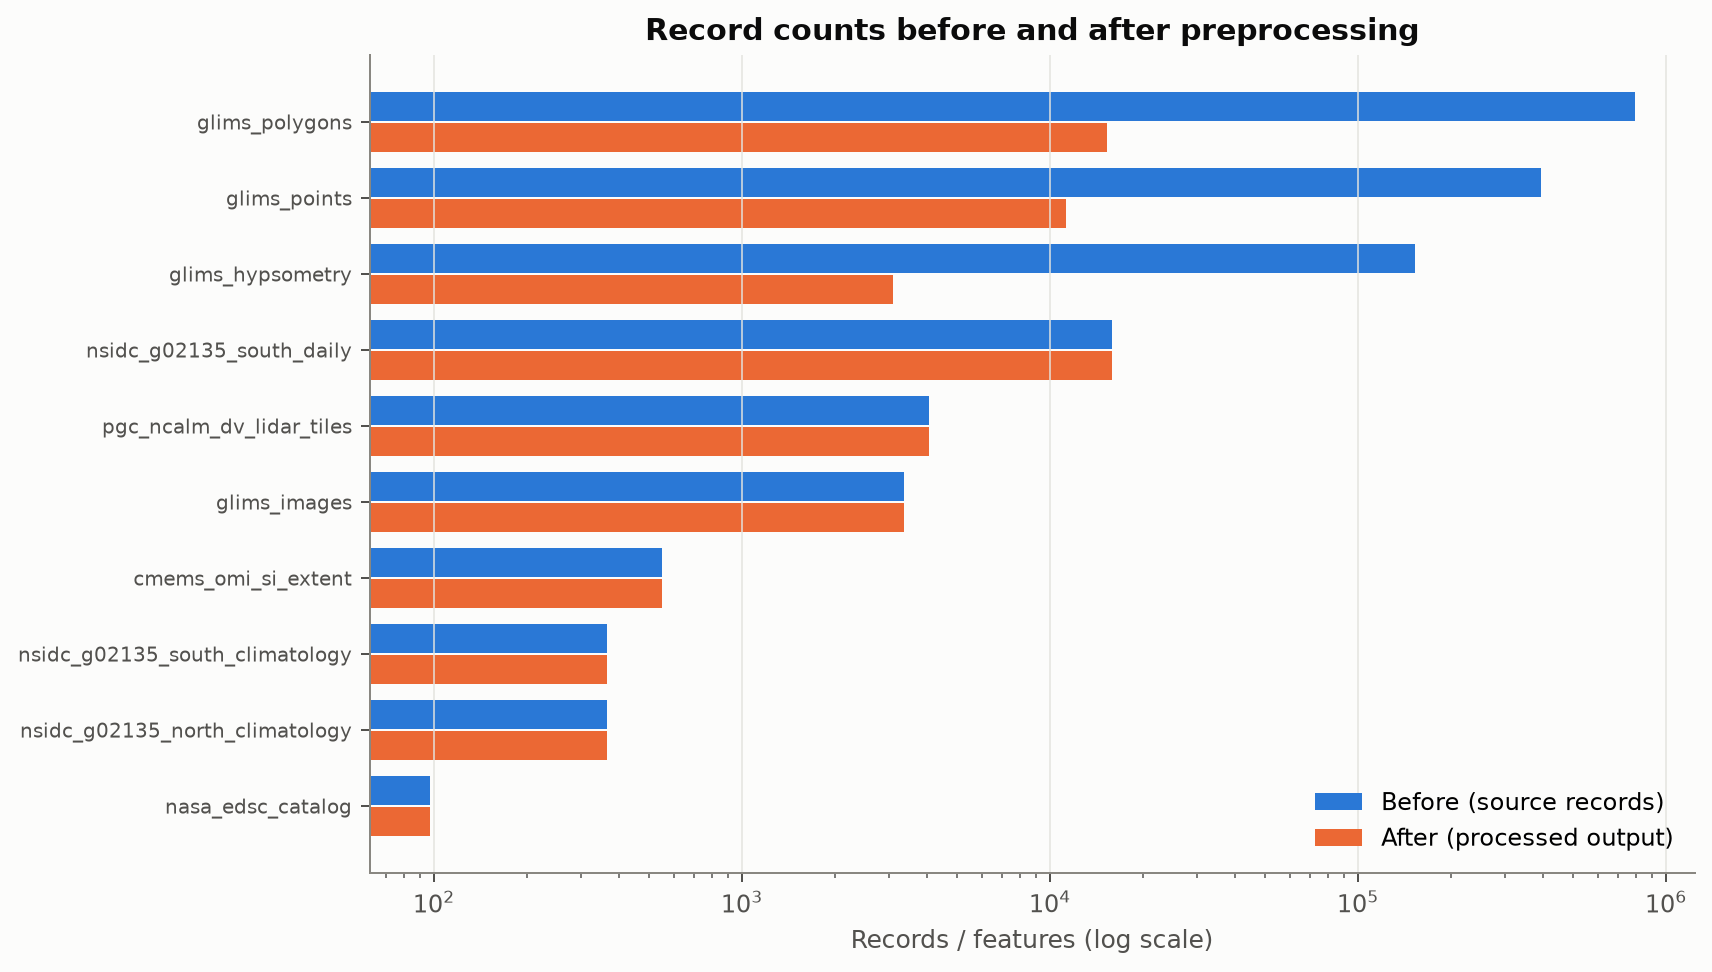 Record counts before and after preprocessing
glims_polygons
glims_points
glims_hypsometry
nsidc_g02135_south_daily
pgc_ncalm_dv_lidar_tiles
glims_images
cmems_omi_si_extent
nsidc_g02135_south_climatology
nsidc_g02135_north_climatology
nasa_edsc_catalog
Before (source records)
After (processed output)
10² 10³ 10⁴ 10⁵ 10⁶
Records / features (log scale)